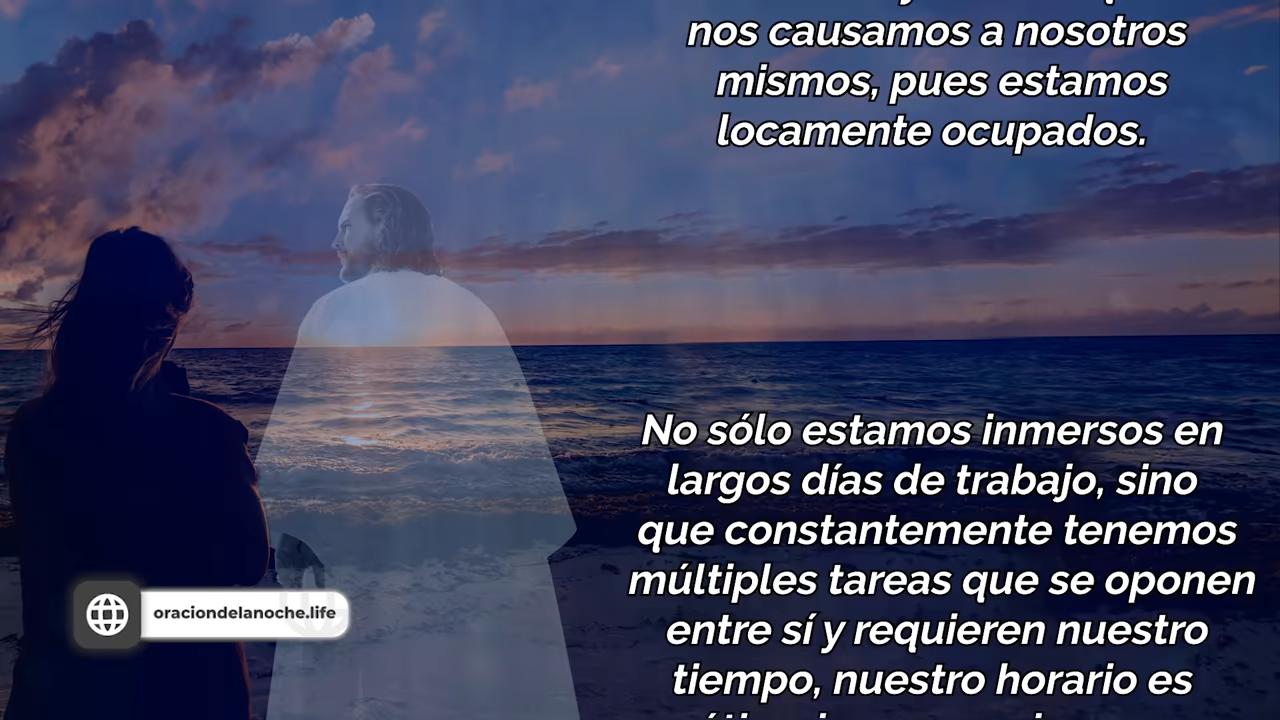 nos causamos a nosotros
mismos, pues estamos
locamente ocupados.
No sólo estamos inmersos en
largos días de trabajo, sino
que constantemente tenemos
múltiples tareas que se oponen
entre sí y requieren nuestro
tiempo, nuestro horario es
oraciondelanoche.life